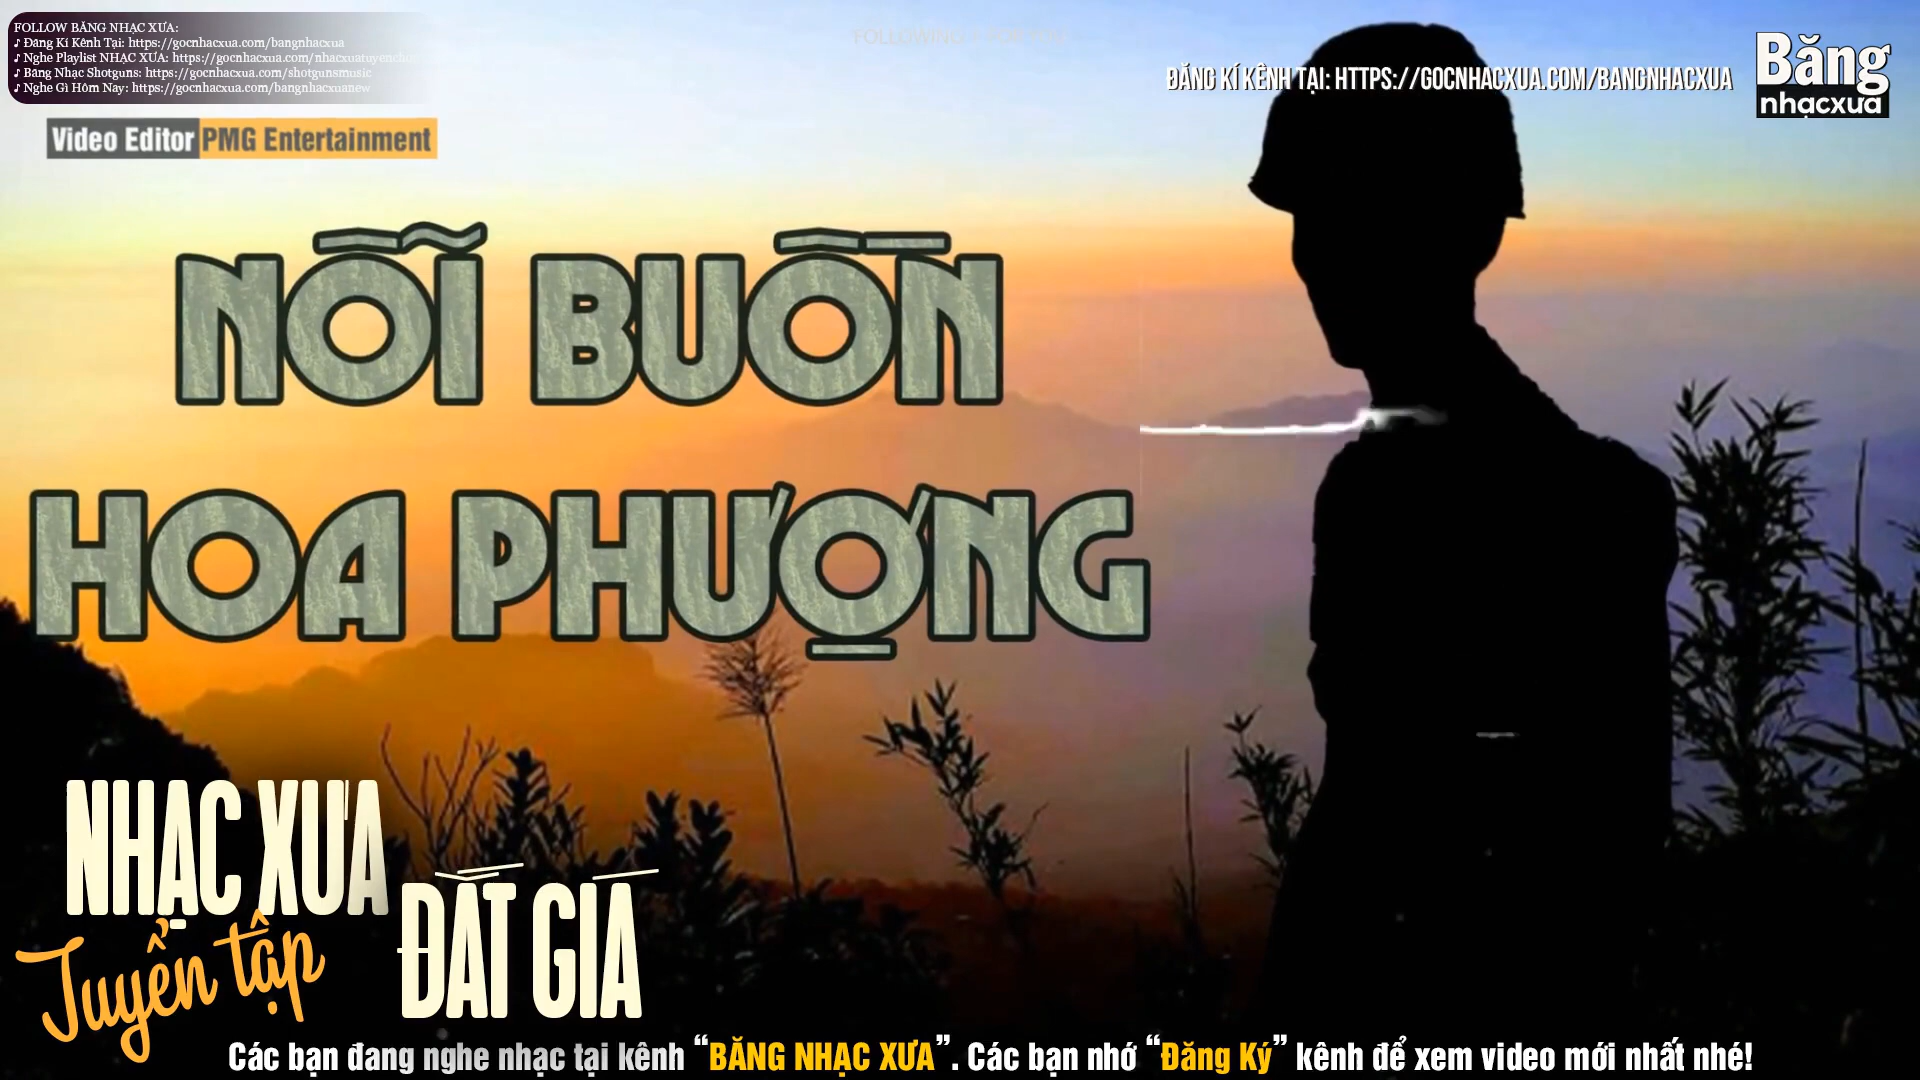 FOLLOW BĂNG NHẠC XƯA:
♪ Đăng Kí Kênh Tại: https://gocnhacxua.com/bangnhacxua
♪ Nghe Playlist NHẠC XƯA: https://gocnhacxua.com/nhacxuatuyenchon
♪ Băng Nhạc Shotguns: https://gocnhacxua.com/shotgunsmusic
♪ Nghe Gì Hôm Nay: https://gocnhacxua.com/bangnhacxuanew
Video Editor PMG Entertainment
ĐĂNG KÍ KÊNH TẠI: HTTPS://GOCNHACXUA.COM/BANGNHACXUA
Băng
nhạcxưa
NỖI BUỒN
HOA PHƯỢNG
NHẠC XƯA
ĐẮT GIÁ
Tuyển tập
Các bạn đang nghe nhạc tại kênh “BĂNG NHẠC XƯA”. Các bạn nhớ “Đăng Ký” kênh để xem video mới nhất nhé!